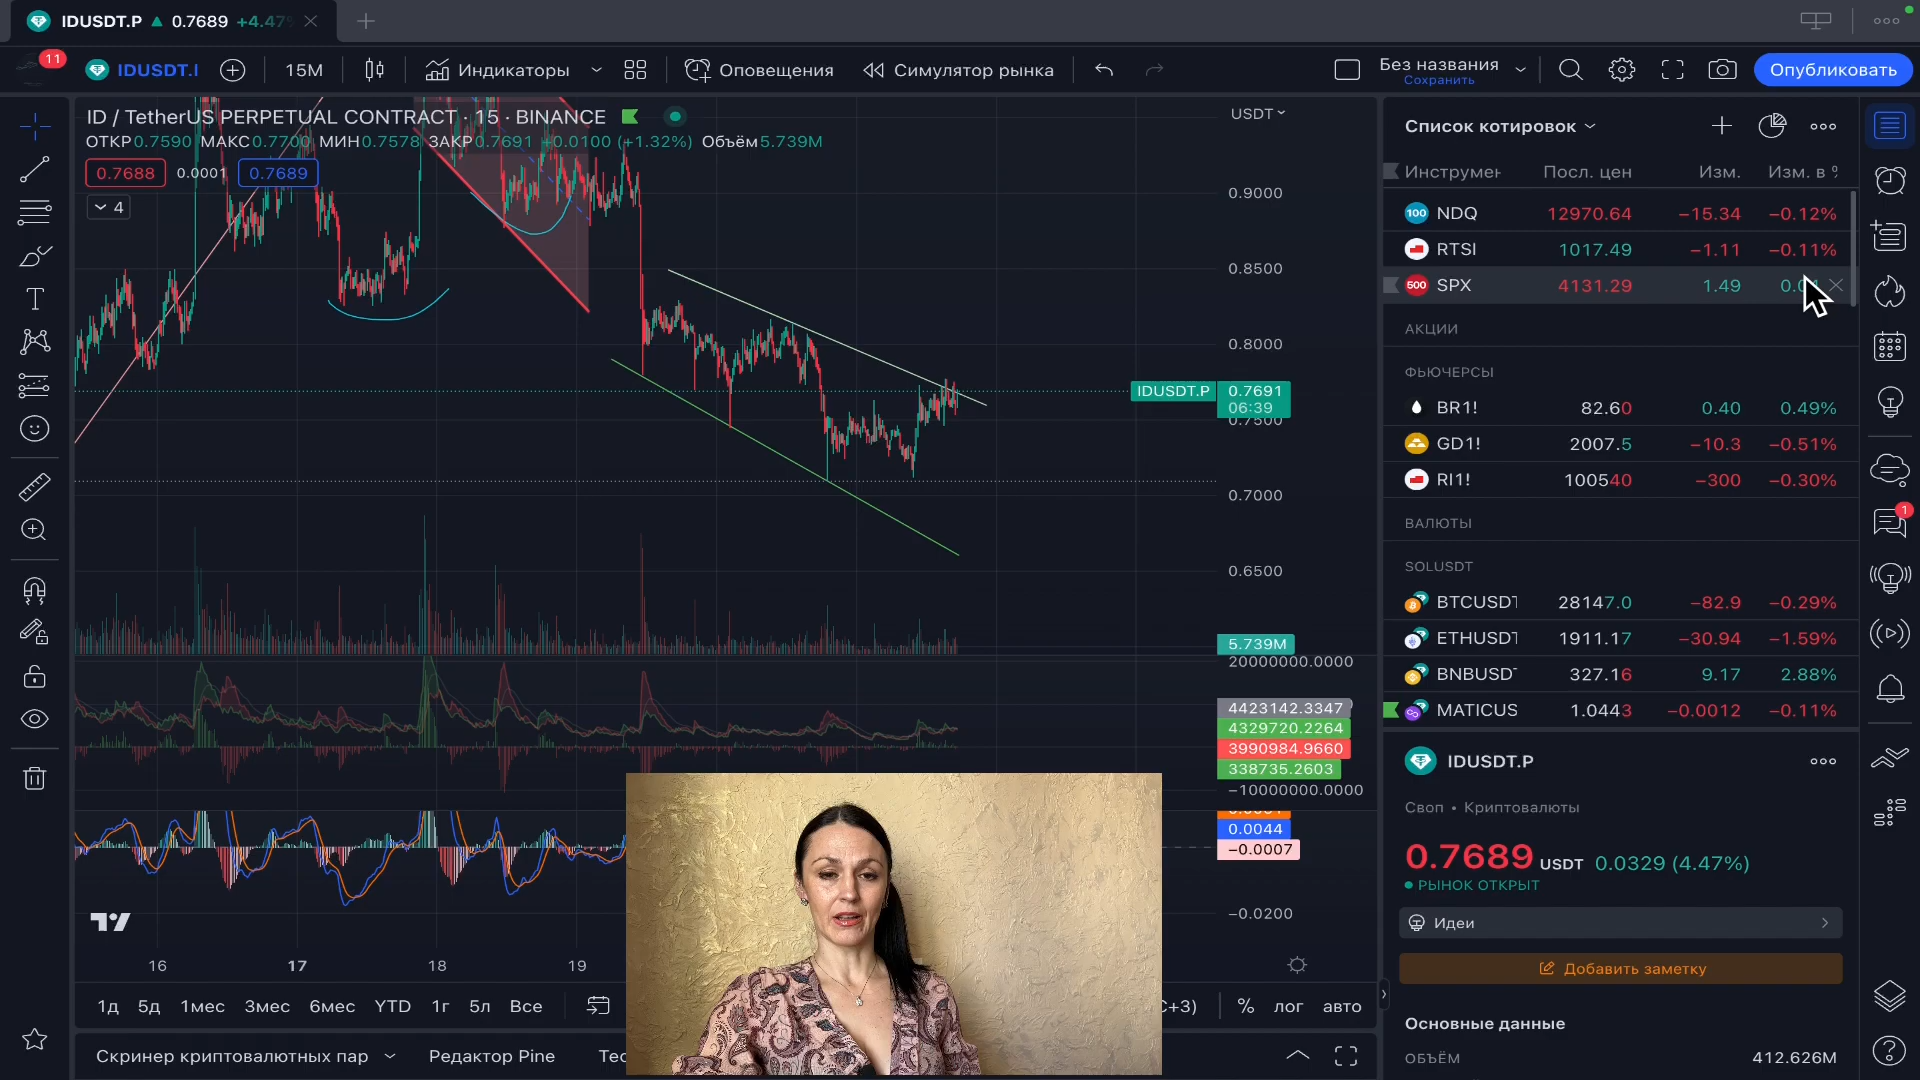 IDUSDT.P ▲ 0.7689 +4.47%
11 IDUSDT.I 15М Индикаторы Оповещения Симулятор рынка Без названия Опубликовать
Сохранить
ID / TetherUS PERPETUAL CONTRACT · 15 · BINANCE
ОТКР0.7590 МАКС0.7700 МИН0.7578 ЗАКР0.7691 +0.0100 (+1.32%) Объём5.739M
0.7688 0.0001 0.7689
4
USDT
0.9000
0.8500
0.8000
IDUSDT.P 0.7691
06:39
0.7500
0.7000
0.6500
5.739M
20000000.0000
4423142.3347
4329720.2264
3990984.9660
338735.2603
−10000000.0000
0.0044
−0.0007
−0.0200
16 17 18 19
1д 5д 1мес 3мес 6мес YTD 1г 5л Все C+3) % лог авто
Скринер криптовалютных пар Редактор Pine Тес
Список котировок
Инструмен Посл. цен Изм. Изм. в %
100 NDQ 12970.64 −15.34 −0.12%
RTSI 1017.49 −1.11 −0.11%
500 SPX 4131.29 1.49
АКЦИИ
ФЬЮЧЕРСЫ
BR1! 82.60 0.40 0.49%
GD1! 2007.5 −10.3 −0.51%
RI1! 100540 −300 −0.30%
ВАЛЮТЫ
SOLUSDT
BTCUSDT 28147.0 −82.9 −0.29%
ETHUSDT 1911.17 −30.94 −1.59%
BNBUSDT 327.16 9.17 2.88%
MATICUS 1.0443 −0.0012 −0.11%
IDUSDT.P
Своп • Криптовалюты
0.7689 USDT 0.0329 (4.47%)
РЫНОК ОТКРЫТ
Идеи
Добавить заметку
Основные данные
ОБЪЁМ 412.626M
1